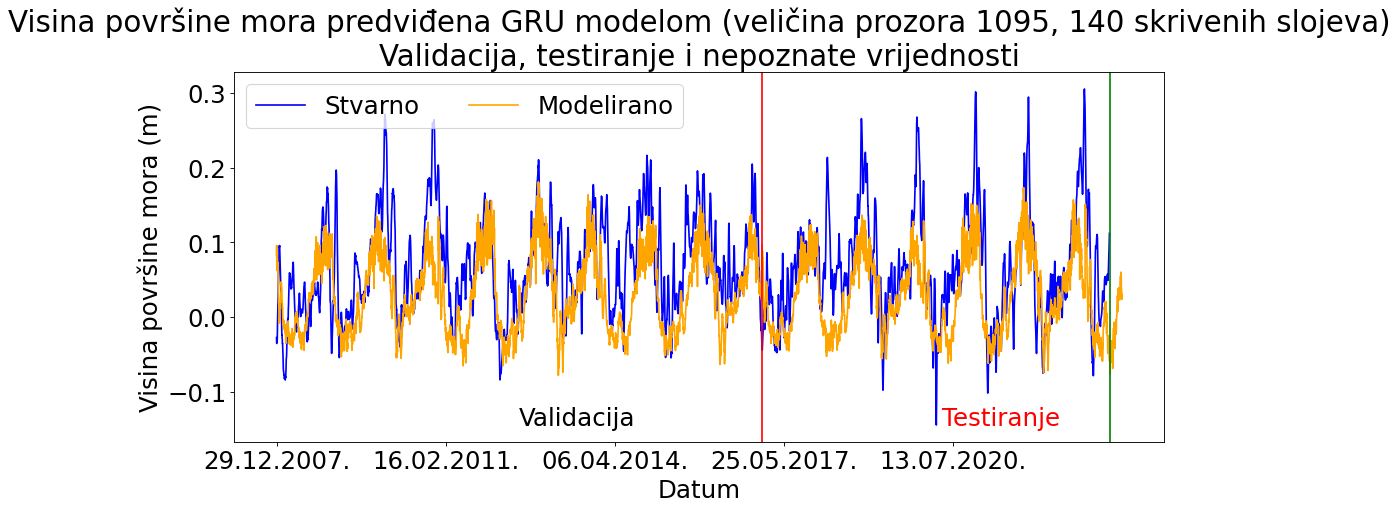 Visina površine mora predviđena GRU modelom (veličina prozora 1095, 140 skrivenih slojeva)
Validacija, testiranje i nepoznate vrijednosti
Stvarno
Modelirano
Visina površine mora (m)
0.3
0.2
0.1
0.0
−0.1
Validacija
Testiranje
29.12.2007.
16.02.2011.
06.04.2014.
25.05.2017.
13.07.2020.
Datum